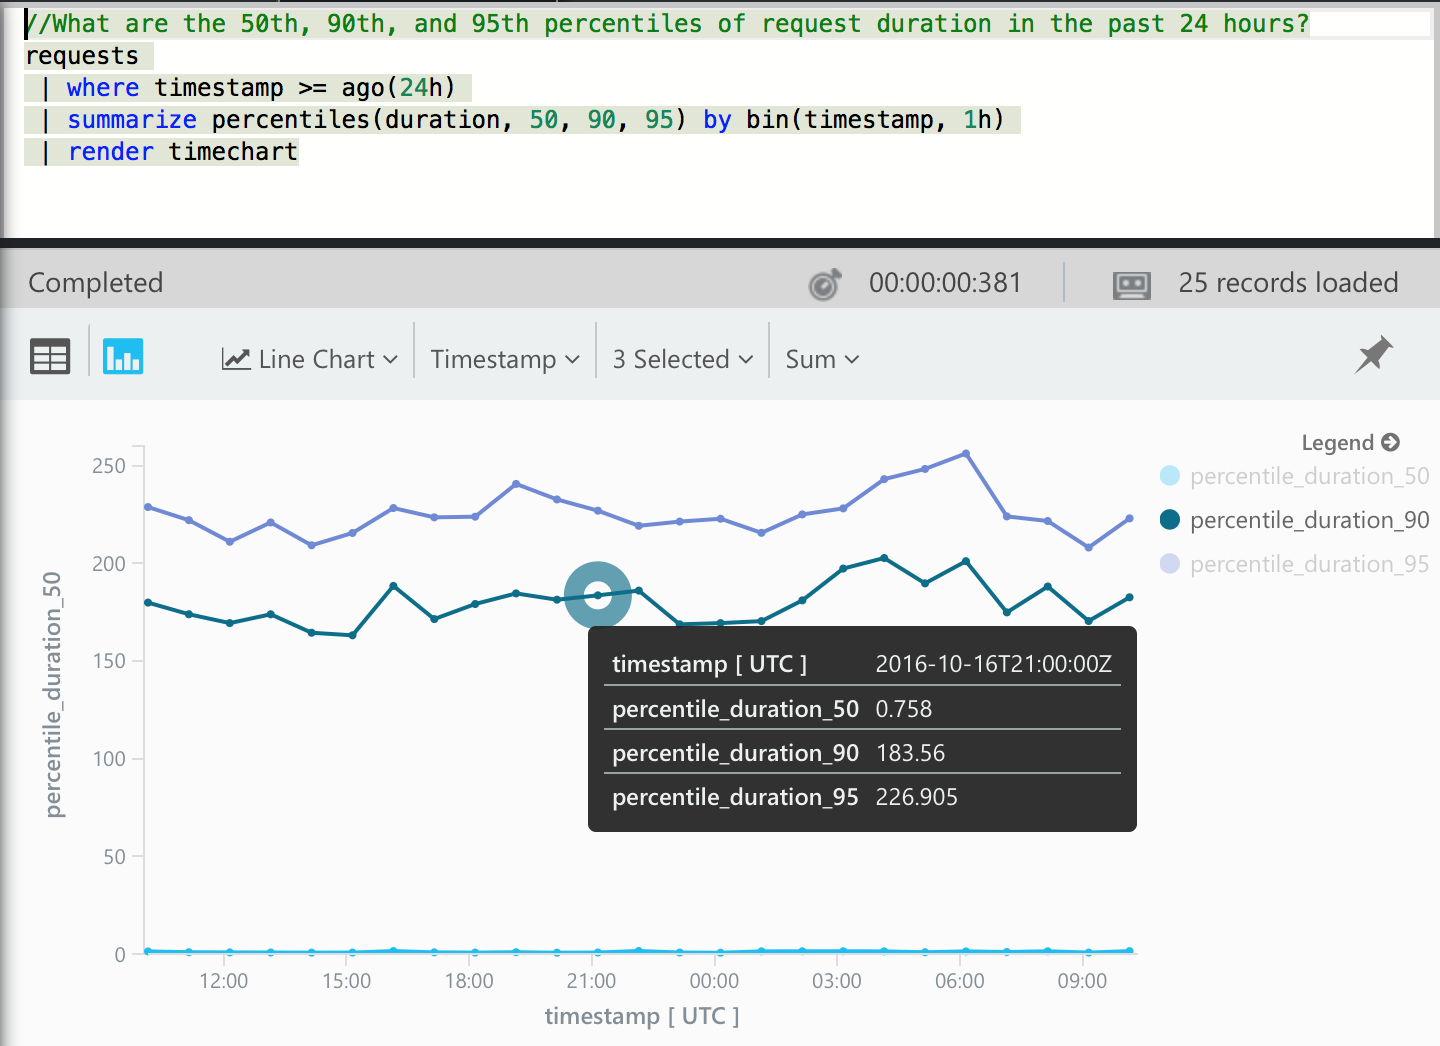 //What are the 50th, 90th, and 95th percentiles of request duration in the past 24 hours?
requests
| where timestamp >= ago(24h)
| summarize percentiles(duration, 50, 90, 95) by bin(timestamp, 1h)
| render timechart
Completed 00:00:00:381 25 records loaded
Line Chart Timestamp 3 Selected Sum
Legend
percentile_duration_50
percentile_duration_90
percentile_duration_95
percentile_duration_50
250
200
150
100
50
0
timestamp [ UTC ] 2016-10-16T21:00:00Z
percentile_duration_50 0.758
percentile_duration_90 183.56
percentile_duration_95 226.905
12:00 15:00 18:00 21:00 00:00 03:00 06:00 09:00
timestamp [ UTC ]